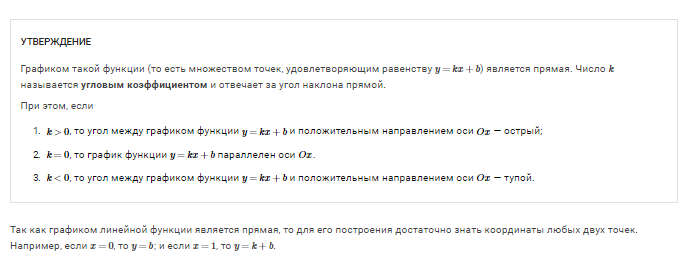 УТВЕРЖДЕНИЕ
Графиком такой функции (то есть множеством точек, удовлетворяющим равенству y = kx + b) является прямая. Число k
называется угловым коэффициентом и отвечает за угол наклона прямой.
При этом, если
1. k > 0, то угол между графиком функции y = kx + b и положительным направлением оси Ox — острый;
2. k = 0, то график функции y = kx + b параллелен оси Ox.
3. k < 0, то угол между графиком функции y = kx + b и положительным направлением оси Ox — тупой.
Так как графиком линейной функции является прямая, то для его построения достаточно знать координаты любых двух точек.
Например, если x = 0, то y = b; и если x = 1, то y = k + b.